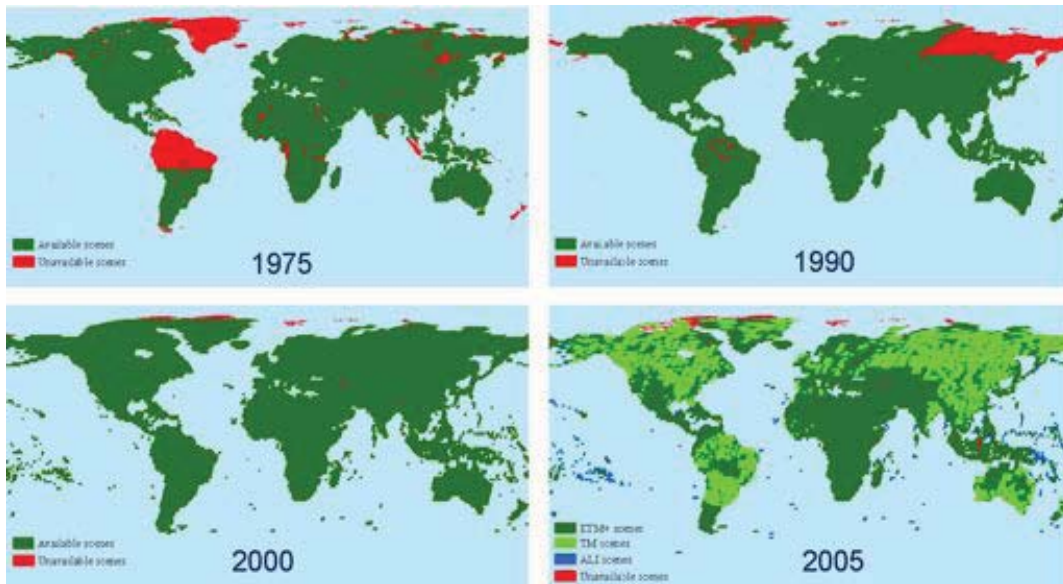 Available scenes
Unavailable scenes
1975
Available scenes
Unavailable scenes
1990
Available scenes
Unavailable scenes
2000
ETM+ scenes
TM scenes
ALI scenes
Unavailable scenes
2005